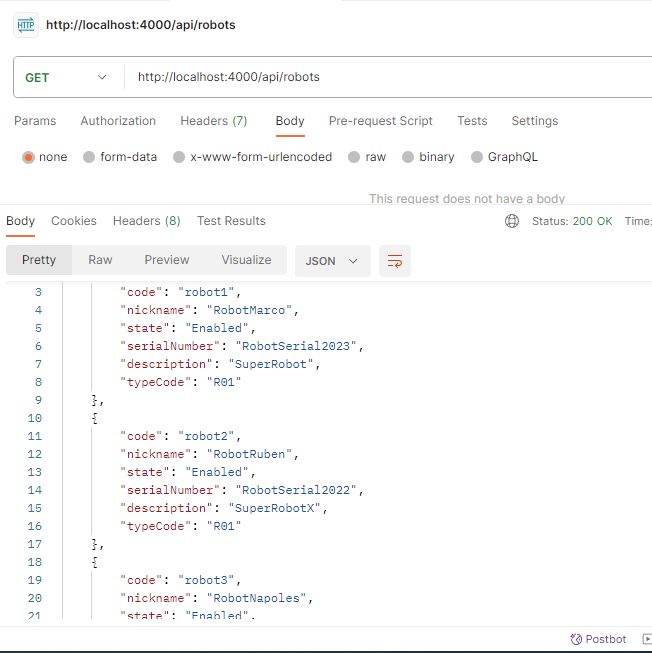 HTTP http://localhost:4000/api/robots
GET http://localhost:4000/api/robots
Params Authorization Headers (7) Body Pre-request Script Tests Settings
none form-data x-www-form-urlencoded raw binary GraphQL
This request does not have a body
Body Cookies Headers (8) Test Results Status: 200 OK Time:
Pretty Raw Preview Visualize JSON
3 "code": "robot1",
4 "nickname": "RobotMarco",
5 "state": "Enabled",
6 "serialNumber": "RobotSerial2023",
7 "description": "SuperRobot",
8 "typeCode": "R01"
9 },
10 {
11 "code": "robot2",
12 "nickname": "RobotRuben",
13 "state": "Enabled",
14 "serialNumber": "RobotSerial2022",
15 "description": "SuperRobotX",
16 "typeCode": "R01"
17 },
18 {
19 "code": "robot3",
20 "nickname": "RobotNapoles",
21 "state": "Enabled",
Postbot